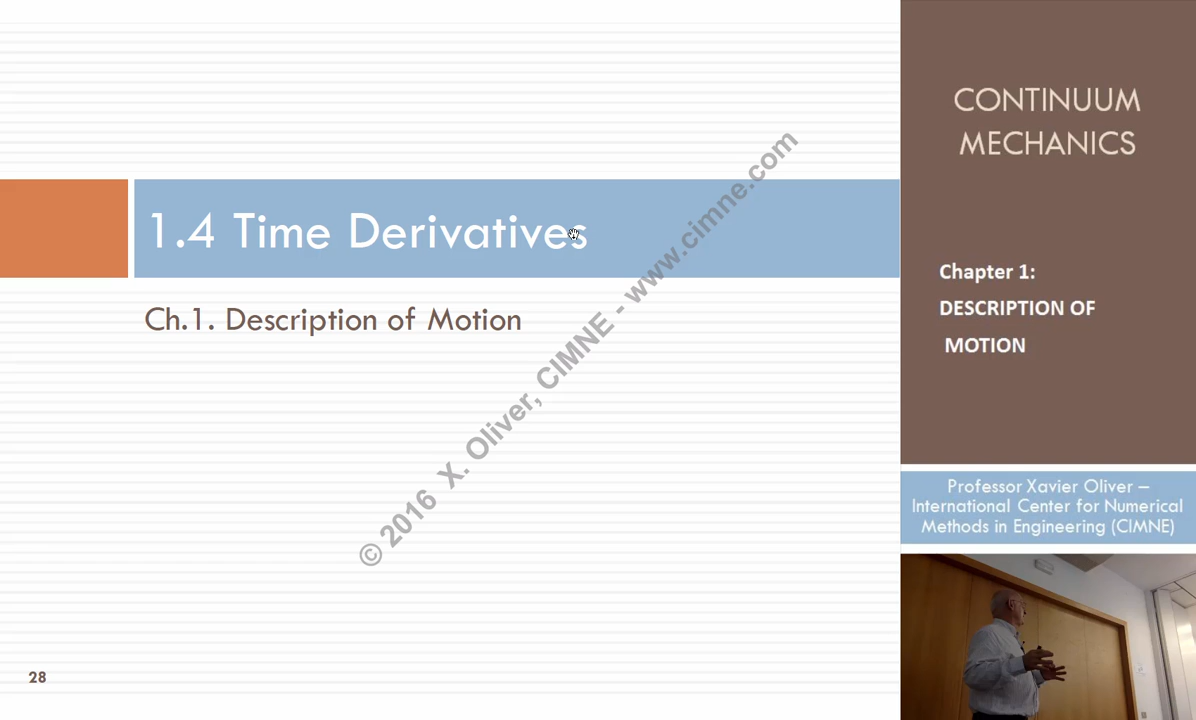 1.4 Time Derivatives
Ch.1. Description of Motion
© 2016 X. Oliver, CIMNE - www.cimne.com
28
CONTINUUM
MECHANICS
Chapter 1:
DESCRIPTION OF
MOTION
Professor Xavier Oliver –
International Center for Numerical
Methods in Engineering (CIMNE)